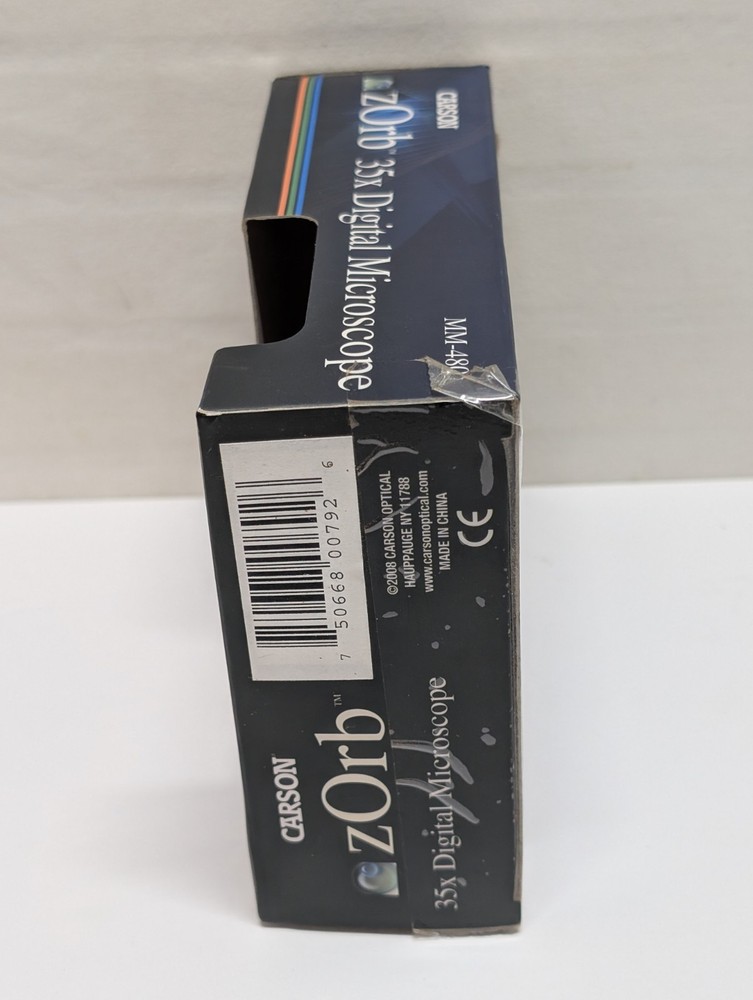 CARSON
zOrb™ 35x Digital Microscope
MM-480
7 50668 00792 6
©2008 CARSON OPTICAL
HAUPPAUGE NY 11788
www.carsonoptical.com
MADE IN CHINA
CE
CARSON
zOrb™
35x Digital Microscope